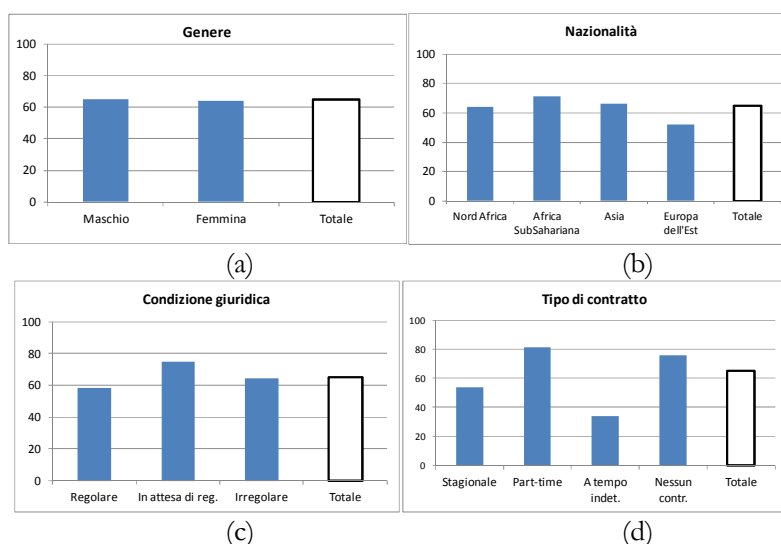 Genere
100
80
60
40
20
0
Maschio Femmina Totale
(a)
Nazionalità
100
80
60
40
20
0
Nord Africa Africa SubSahariana Asia Europa dell'Est Totale
(b)
Condizione giuridica
100
80
60
40
20
0
Regolare In attesa di reg. Irregolare Totale
(c)
Tipo di contratto
100
80
60
40
20
0
Stagionale Part-time A tempo indet. Nessun contr. Totale
(d)